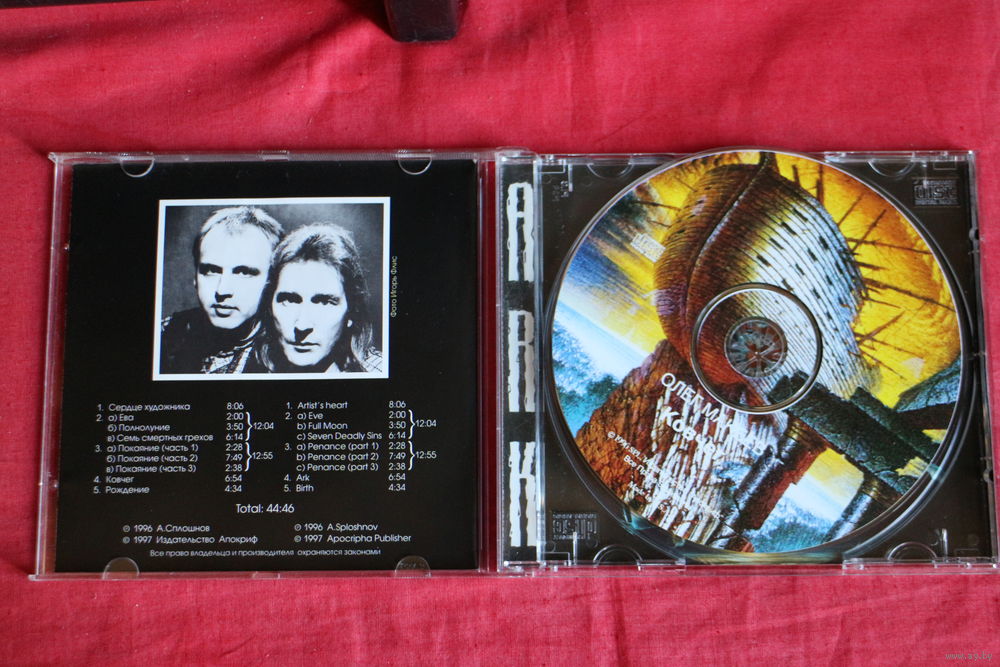 Фото Игорь Флис
1. Сердце художника 8:06
2. а) Ева 2:00
б) Полнолуние 3:50
в) Семь смертных грехов 6:14
12:04
3. а) Покаяние (часть 1) 2:28
б) Покаяние (часть 2) 7:49
в) Покаяние (часть 3) 2:38
12:55
4. Ковчег 6:54
5. Рождение 4:34
1. Artist's heart 8:06
2. a) Eve 2:00
b) Full Moon 3:50
c) Seven Deadly Sins 6:14
12.04
3. a) Penance (part 1) 2:28
b) Penance (part 2) 7:49
c) Penance (part 3) 2:38
12:55
4. Ark 6:54
5. Birth 4:34
Total: 44:46
℗ 1996 А.Сплошнов
© 1997 Издательство Апокриф
℗ 1996 A.Sploshnov
© 1997 Apocripha Publisher
Все права владельца и производителя охраняются законами
DISC
www.ay.by